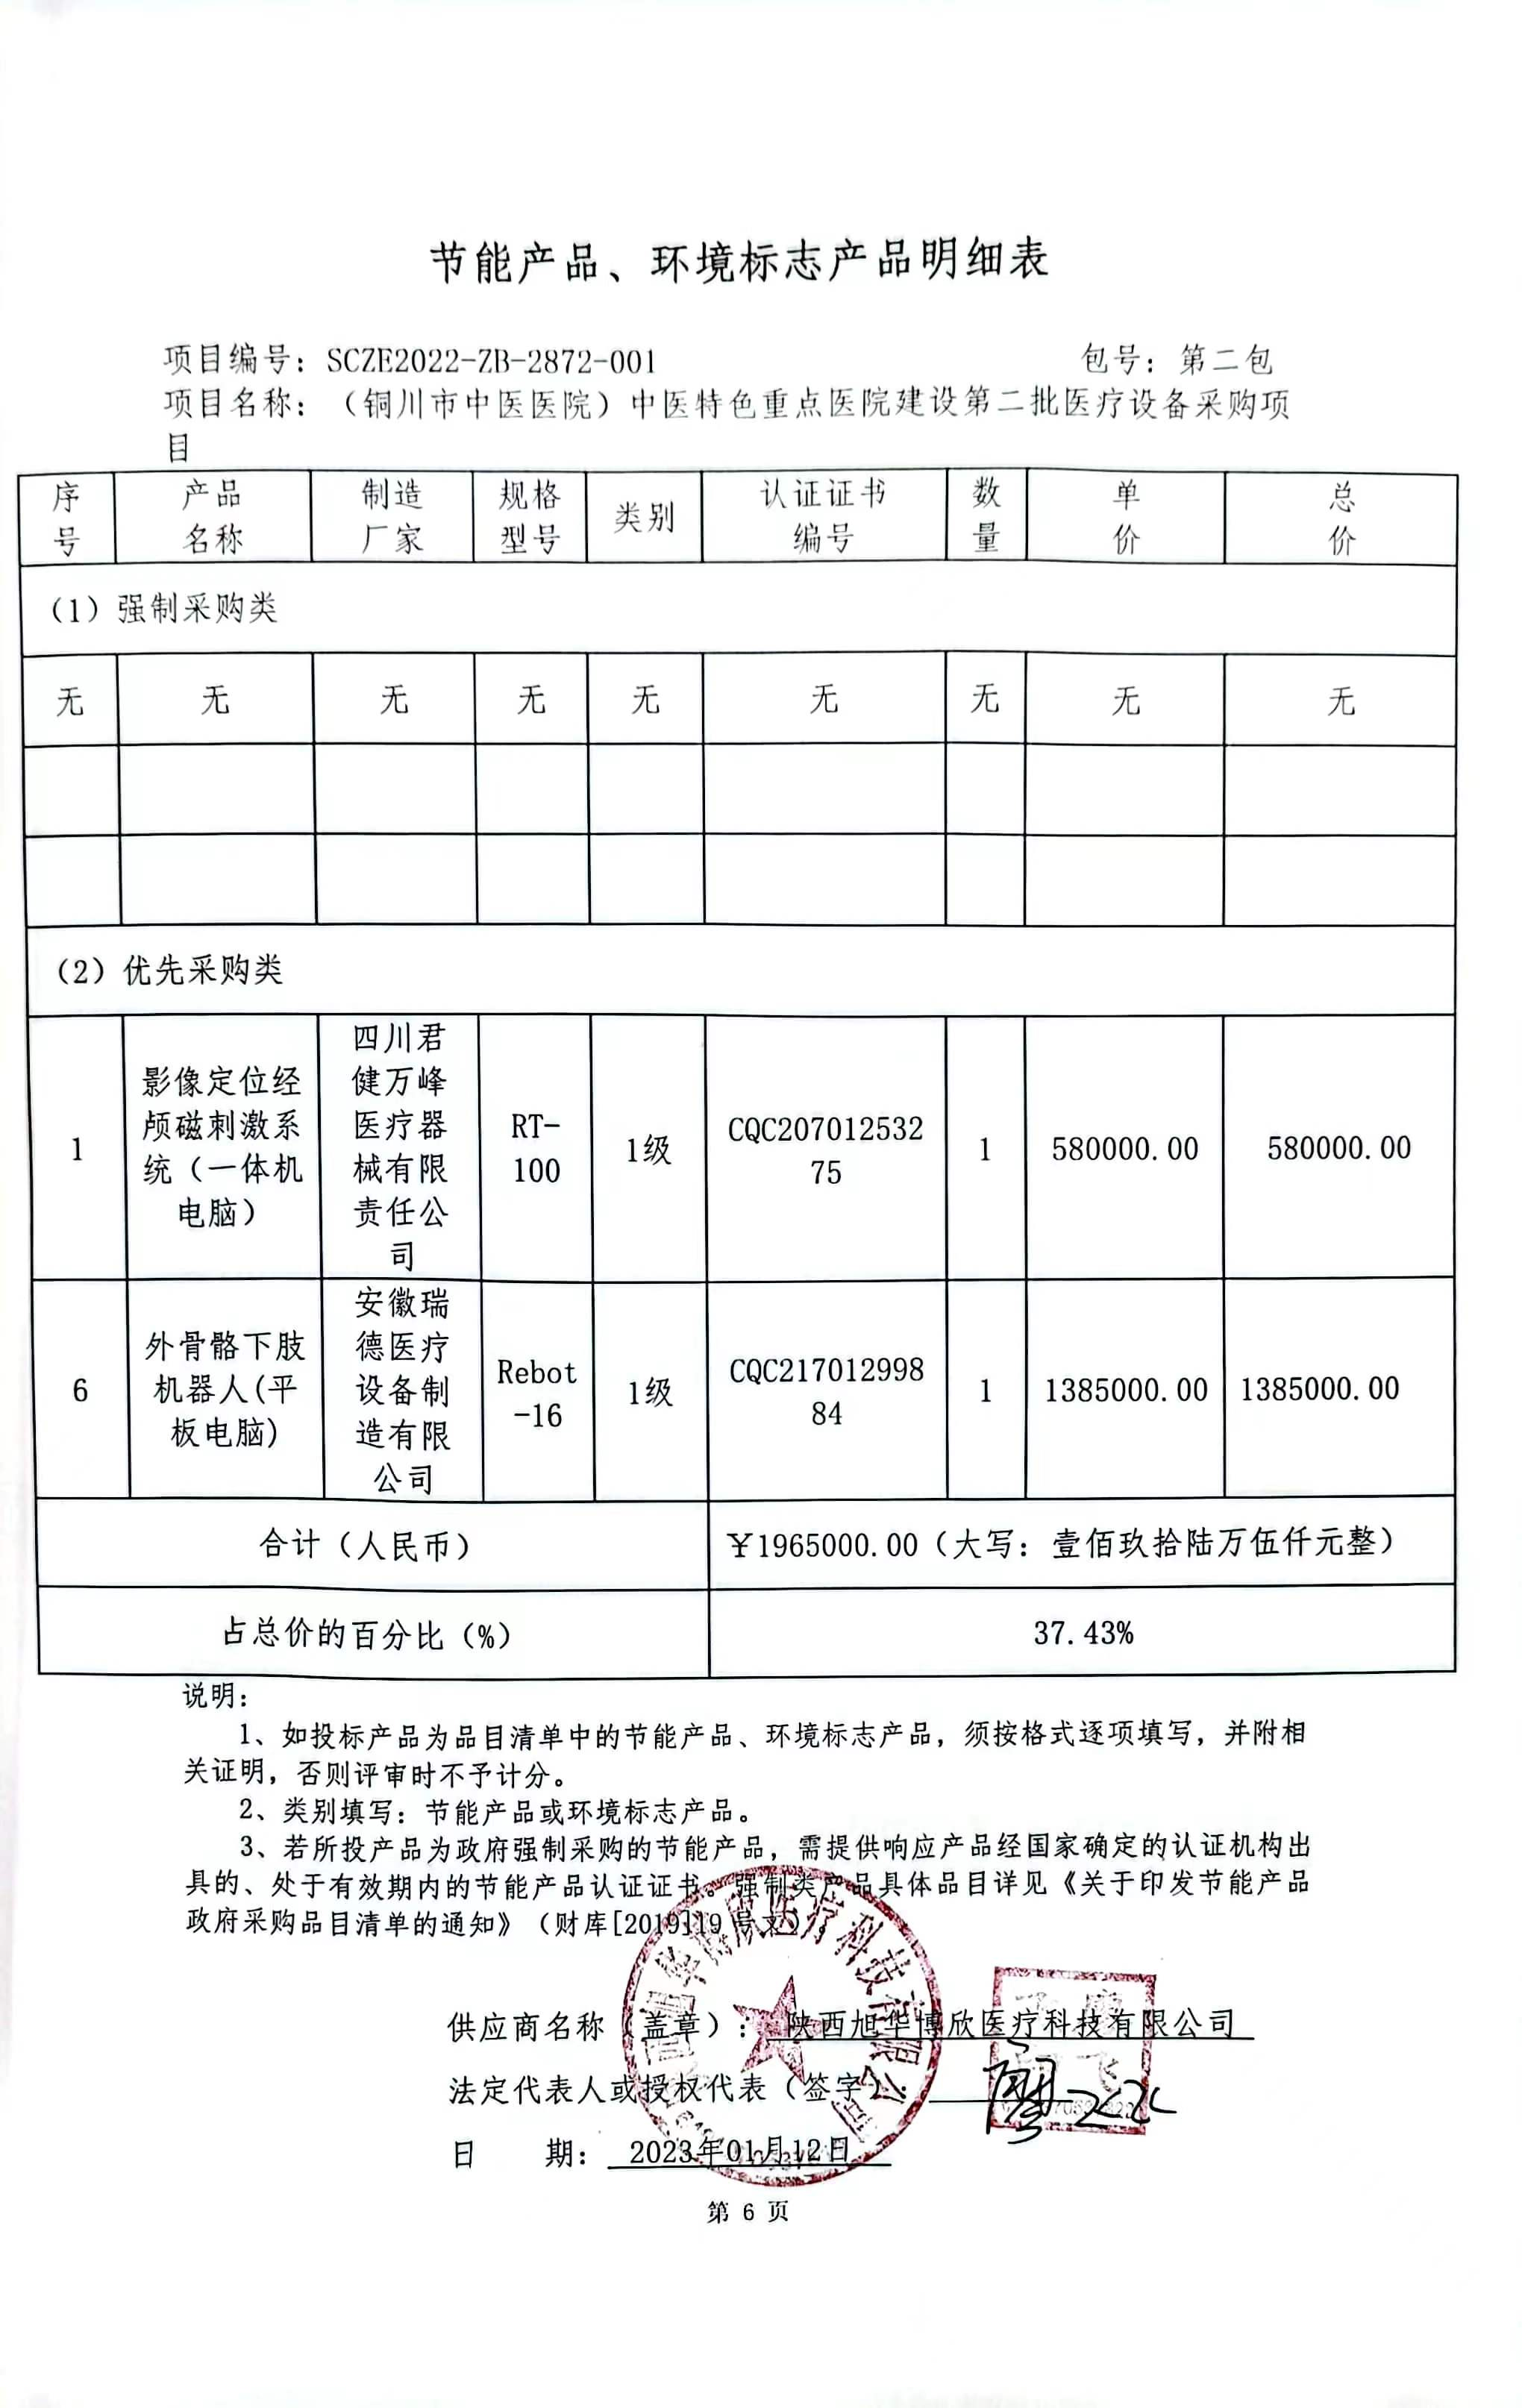 节能产品、环境标志产品明细表
项目编号：SCZE2022-ZB-2872-001 包号：第二包
项目名称：（铜川市中医医院）中医特色重点医院建设第二批医疗设备采购项
目
序号 产品名称 制造厂家 规格型号 类别 认证证书编号 数量 单价 总价
（1）强制采购类
无 无 无 无 无 无 无 无 无
（2）优先采购类
1 影像定位经颅磁刺激系统（一体机电脑） 四川君健万峰医疗器械有限责任公司 RT-100 1级 CQC20701253275 1 580000.00 580000.00
6 外骨骼下肢机器人(平板电脑) 安徽瑞德医疗设备制造有限公司 Rebot-16 1级 CQC21701299884 1 1385000.00 1385000.00
合计（人民币） ￥1965000.00（大写：壹佰玖拾陆万伍仟元整）
占总价的百分比（%） 37.43%
说明：
1、如投标产品为品目清单中的节能产品、环境标志产品，须按格式逐项填写，并附相
关证明，否则评审时不予计分。
2、类别填写：节能产品或环境标志产品。
3、若所投产品为政府强制采购的节能产品，需提供响应产品经国家确定的认证机构出
具的、处于有效期内的节能产品认证证书。强制类产品具体品目详见《关于印发节能产品
政府采购品目清单的通知》（财库[2019]19号文）
供应商名称（盖章）：陕西旭华博欣医疗科技有限公司
法定代表人或授权代表（签字）：
日 期：2023年01月12日
第 6 页